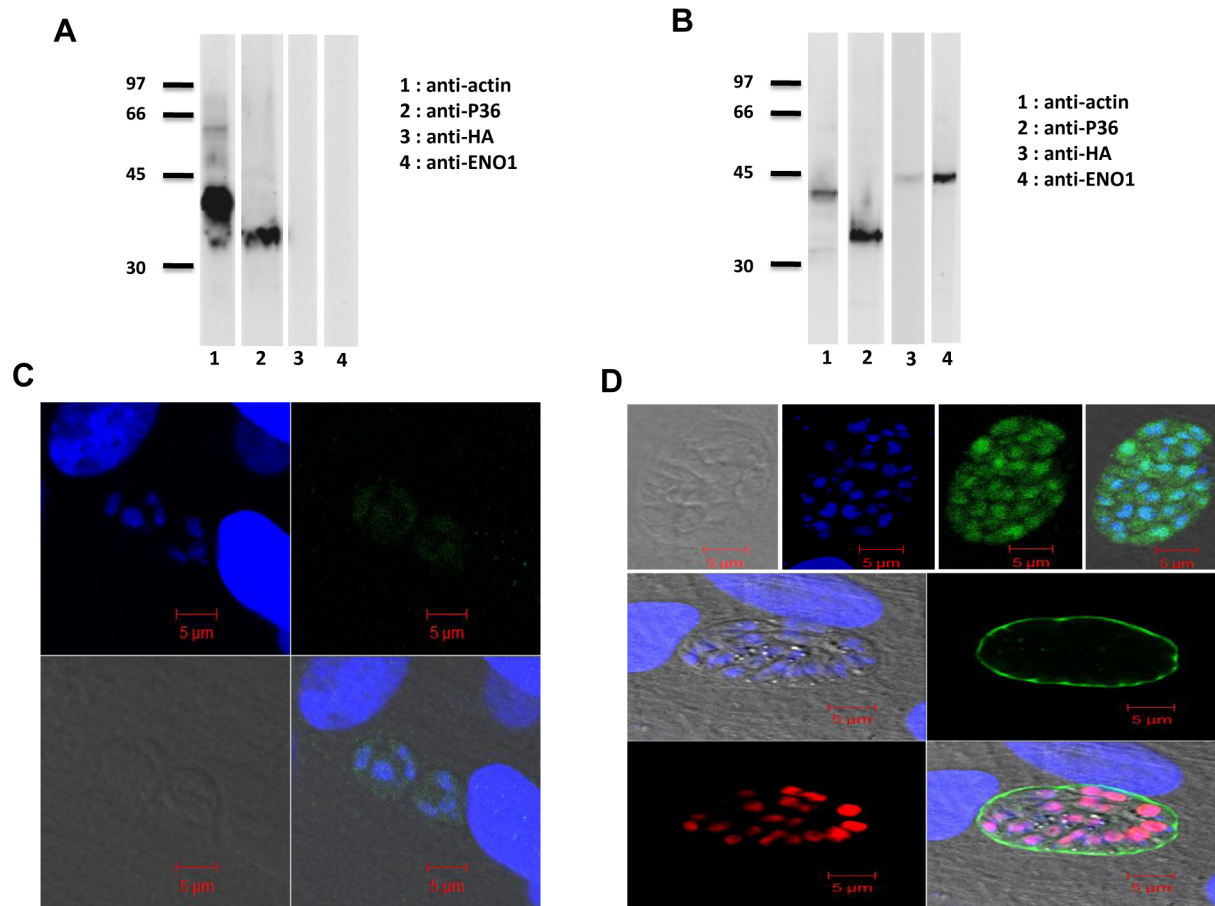 A
97
66
45
30
1 : anti-actin
2 : anti-P36
3 : anti-HA
4 : anti-ENO1
1 2 3 4
B
97
66
45
30
1 : anti-actin
2 : anti-P36
3 : anti-HA
4 : anti-ENO1
1 2 3 4
C
5 µm
5 µm
5 µm
5 µm
D
5 µm
5 µm
5 µm
5 µm
5 µm
5 µm
5 µm
5 µm